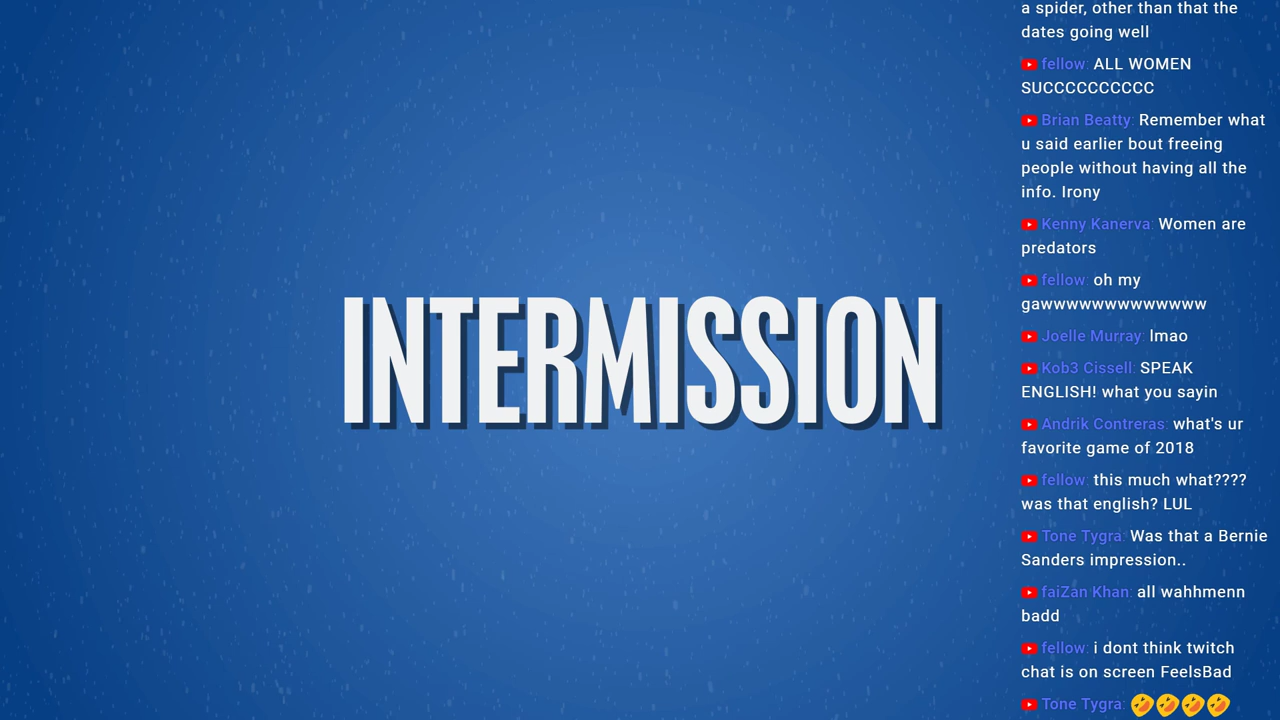 INTERMISSION
a spider, other than that the
dates going well
fellow: ALL WOMEN
SUCCCCCCCCCC
Brian Beatty: Remember what
u said earlier bout freeing
people without having all the
info. Irony
Kenny Kanerva: Women are
predators
fellow: oh my
gawwwwwwwwwwwww
Joelle Murray: lmao
Kob3 Cissell: SPEAK
ENGLISH! what you sayin
Andrik Contreras: what's ur
favorite game of 2018
fellow: this much what????
was that english? LUL
Tone Tygra: Was that a Bernie
Sanders impression..
faiZan Khan: all wahhmenn
badd
fellow: i dont think twitch
chat is on screen FeelsBad
Tone Tygra: 🤣🤣🤣🤣